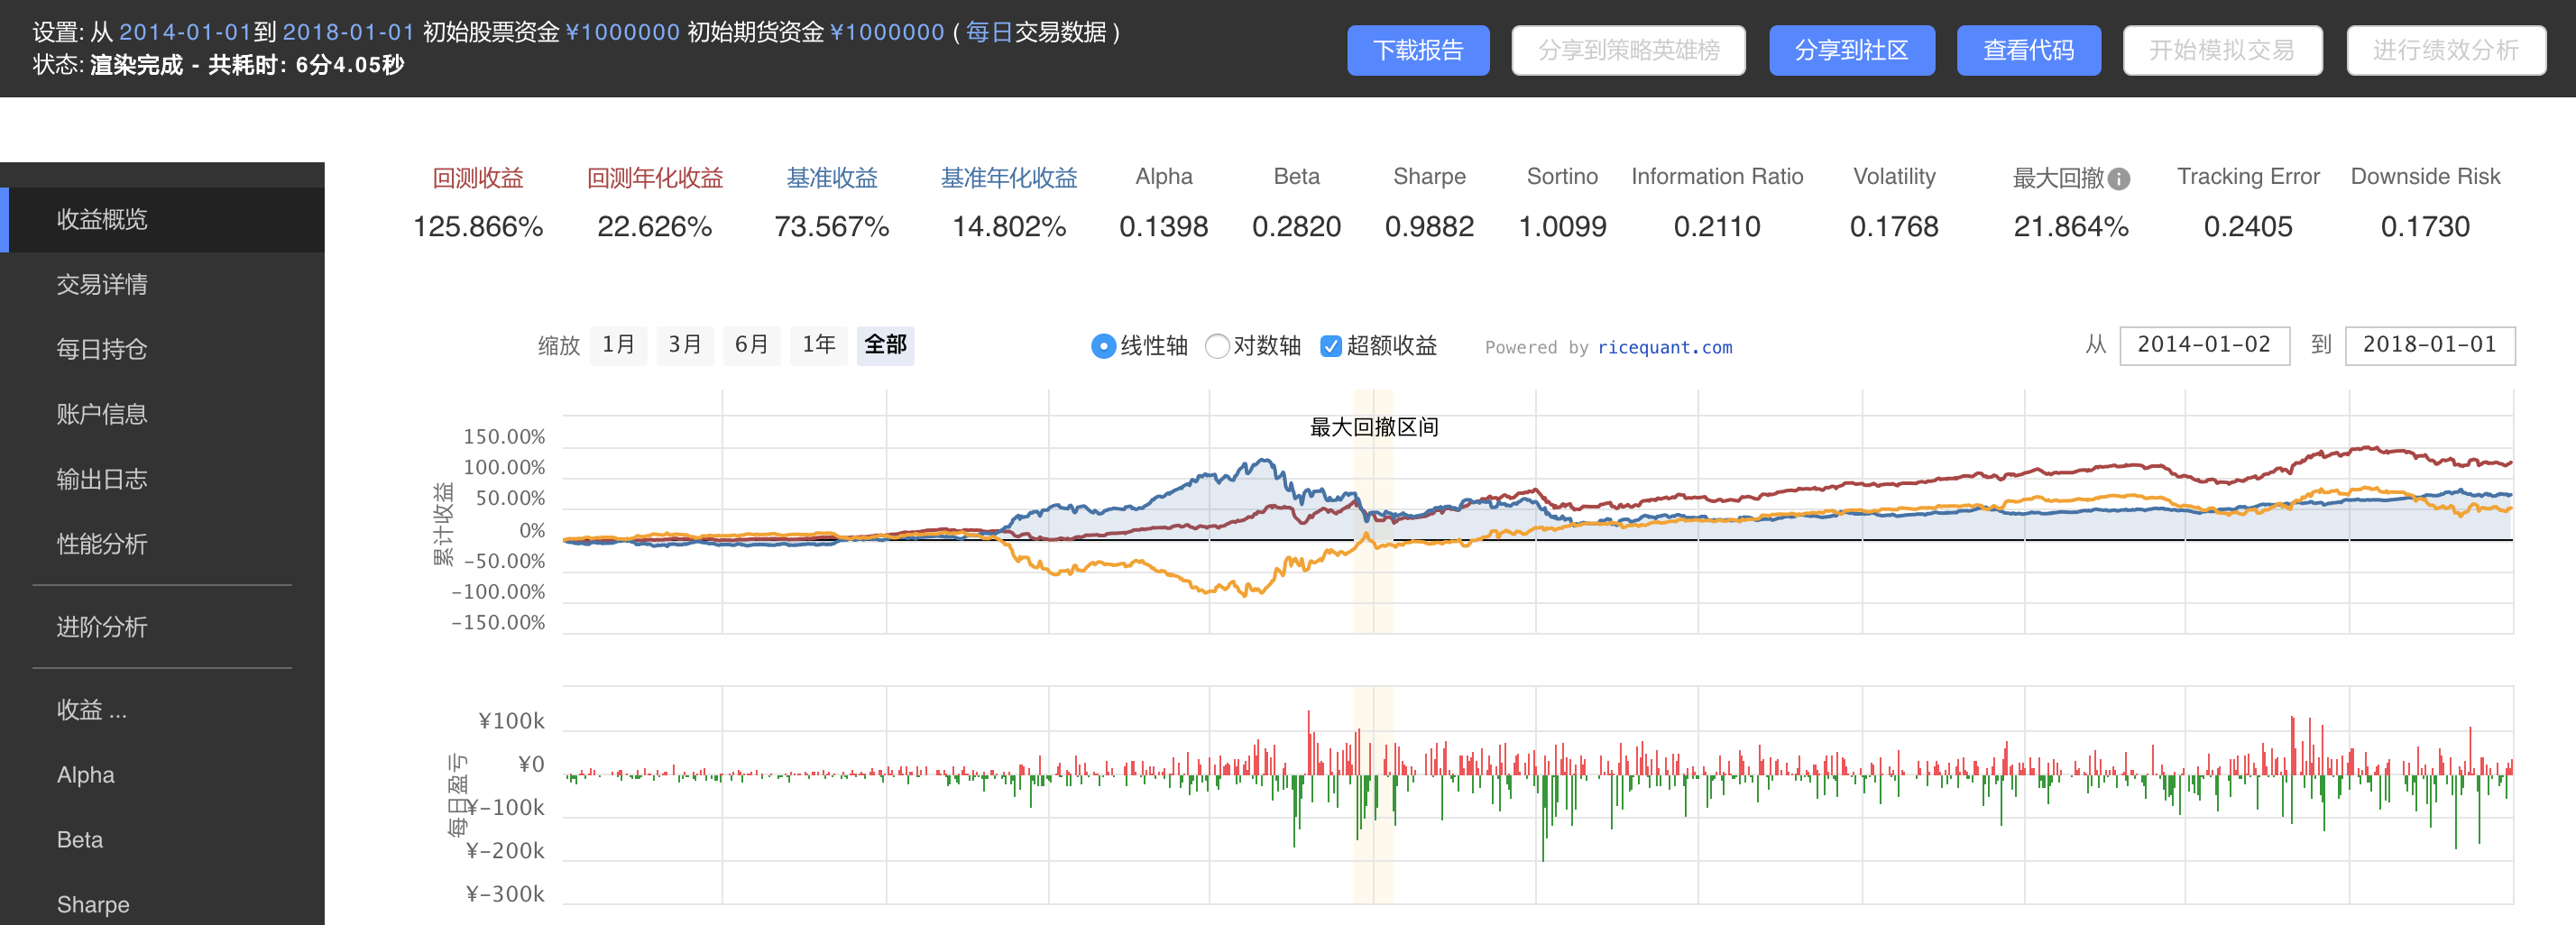 设置: 从 2014-01-01到 2018-01-01 初始股票资金 ¥1000000 初始期货资金 ¥1000000 ( 每日交易数据 )
状态: 渲染完成 - 共耗时: 6分4.05秒
下载报告 分享到策略英雄榜 分享到社区 查看代码 开始模拟交易 进行绩效分析
收益概览
交易详情
每日持仓
账户信息
输出日志
性能分析
进阶分析
收益 ...
Alpha
Beta
Sharpe
回测收益 回测年化收益 基准收益 基准年化收益 Alpha Beta Sharpe Sortino Information Ratio Volatility 最大回撤 Tracking Error Downside Risk
125.866% 22.626% 73.567% 14.802% 0.1398 0.2820 0.9882 1.0099 0.2110 0.1768 21.864% 0.2405 0.1730
缩放 1月 3月 6月 1年 全部 线性轴 对数轴 超额收益 Powered by ricequant.com 从 2014-01-02 到 2018-01-01
最大回撤区间
累计收益
150.00%
100.00%
50.00%
0%
-50.00%
-100.00%
-150.00%
每日盈亏
¥100k
¥0
¥-100k
¥-200k
¥-300k